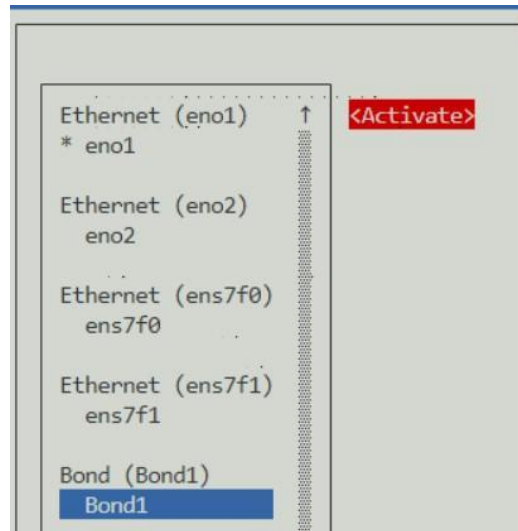 Ethernet (eno1) ↑ <Activate>
* eno1
Ethernet (eno2)
eno2
Ethernet (ens7f0)
ens7f0
Ethernet (ens7f1)
ens7f1
Bond (Bond1)
Bond1